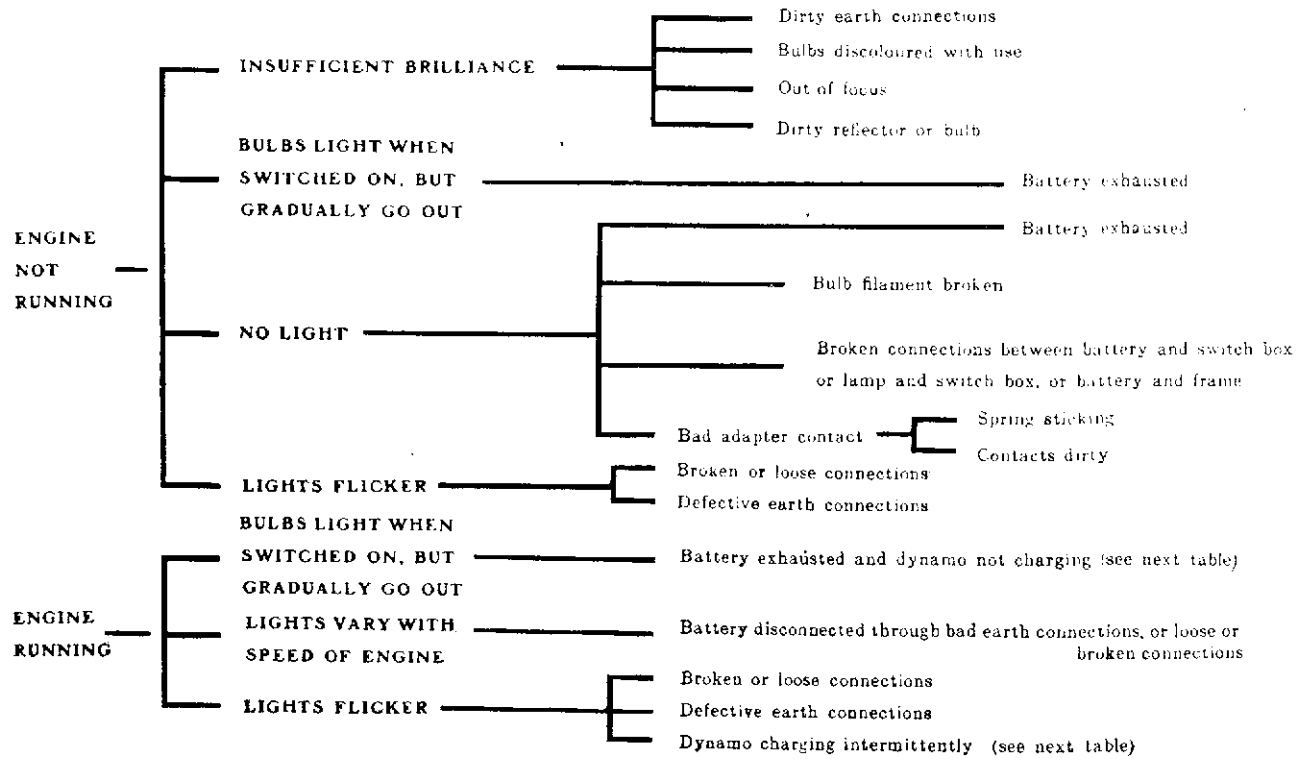 Dirty earth connections
INSUFFICIENT BRILLIANCE
Bulbs discoloured with use
Out of focus
Dirty reflector or bulb
BULBS LIGHT WHEN
SWITCHED ON, BUT
GRADUALLY GO OUT
Battery exhausted
ENGINE
NOT
RUNNING
NO LIGHT
Battery exhausted
Bulb filament broken
Broken connections between battery and switch box
or lamp and switch box, or battery and frame
Bad adapter contact
Spring sticking
Contacts dirty
LIGHTS FLICKER
Broken or loose connections
Defective earth connections
BULBS LIGHT WHEN
SWITCHED ON, BUT
GRADUALLY GO OUT
Battery exhausted and dynamo not charging (see next table)
ENGINE
RUNNING
LIGHTS VARY WITH
SPEED OF ENGINE
Battery disconnected through bad earth connections, or loose or
broken connections
LIGHTS FLICKER
Broken or loose connections
Defective earth connections
Dynamo charging intermittently (see next table)